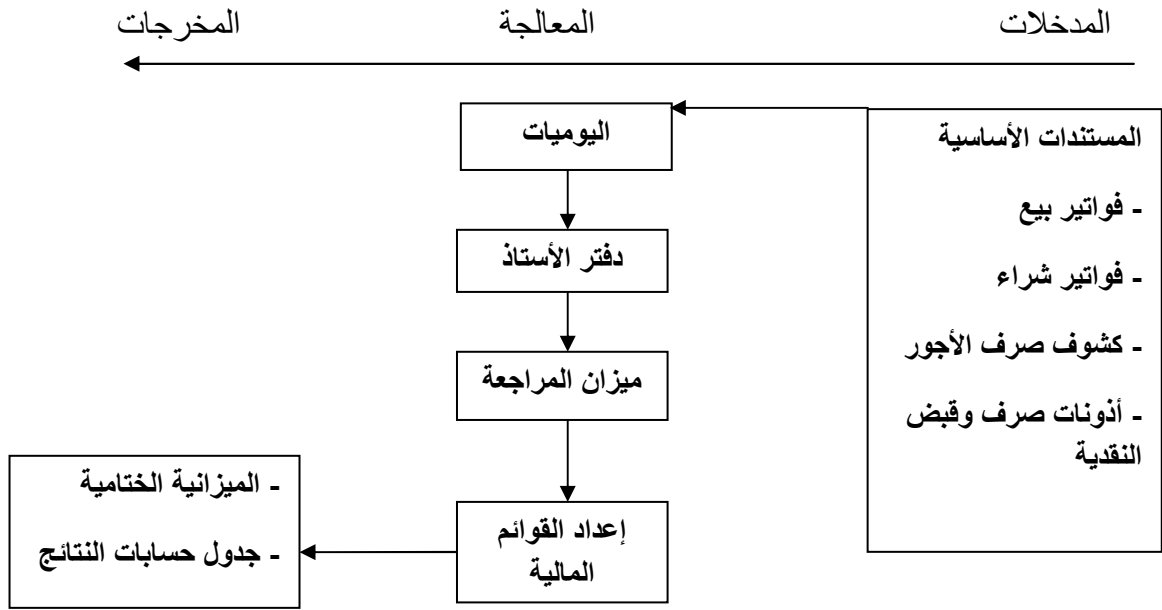 المدخلات
المعالجة
المخرجات
المستندات الأساسية
- فواتير بيع
- فواتير شراء
- كشوف صرف الأجور
- أذونات صرف وقبض
النقدية
اليوميات
دفتر الأستاذ
ميزان المراجعة
إعداد القوائم
المالية
- الميزانية الختامية
- جدول حسابات النتائج